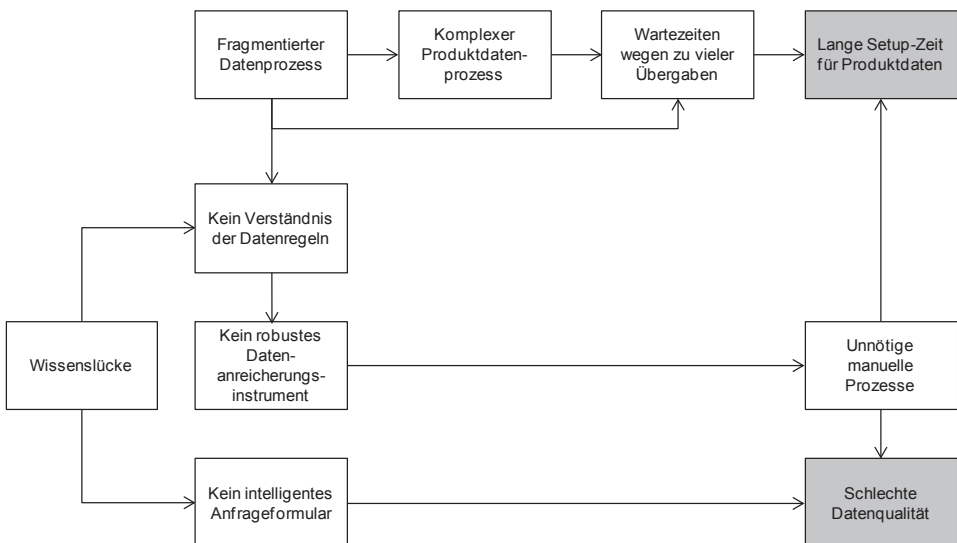 Fragmentierter
Datenprozess
Komplexer
Produktdaten-
prozess
Wartezeiten
wegen zu vieler
Übergaben
Lange Setup-Zeit
für Produktdaten
Kein Verständnis
der Datenregeln
Wissenslücke
Kein robustes
Daten-
anreicherungs-
instrument
Unnötige
manuelle
Prozesse
Kein intelligentes
Anfrageformular
Schlechte
Datenqualität